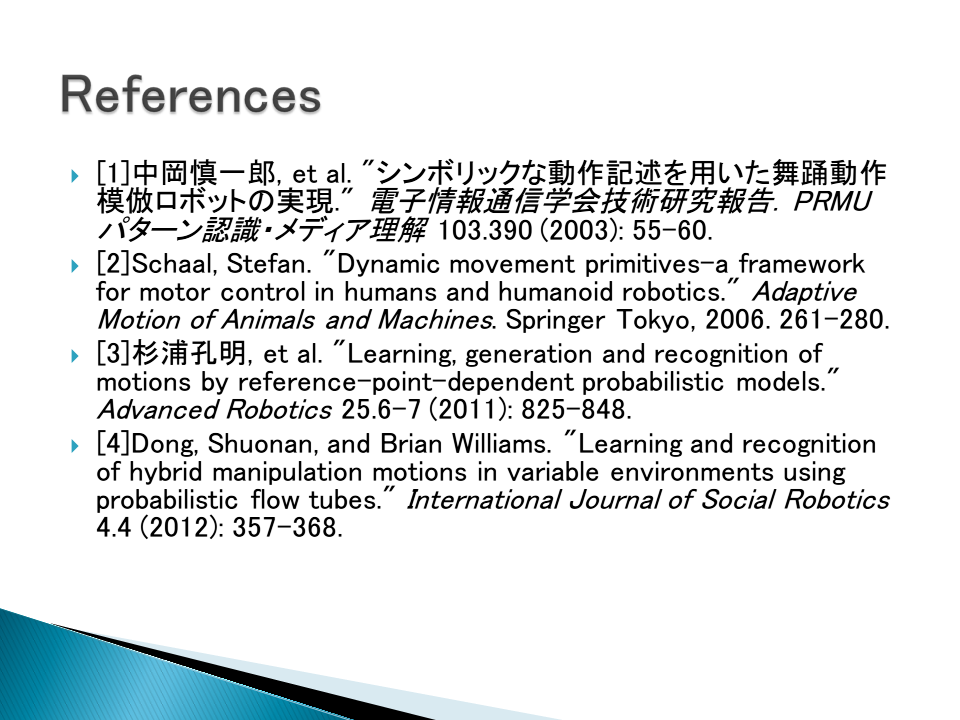 References
[1]中岡慎一郎, et al. "シンボリックな動作記述を用いた舞踊動作
模倣ロボットの実現." 電子情報通信学会技術研究報告. PRMU
パターン認識・メディア理解 103.390 (2003): 55-60.
[2]Schaal, Stefan. "Dynamic movement primitives-a framework
for motor control in humans and humanoid robotics." Adaptive
Motion of Animals and Machines. Springer Tokyo, 2006. 261-280.
[3]杉浦孔明, et al. "Learning, generation and recognition of
motions by reference-point-dependent probabilistic models."
Advanced Robotics 25.6-7 (2011): 825-848.
[4]Dong, Shuonan, and Brian Williams. "Learning and recognition
of hybrid manipulation motions in variable environments using
probabilistic flow tubes." International Journal of Social Robotics
4.4 (2012): 357-368.